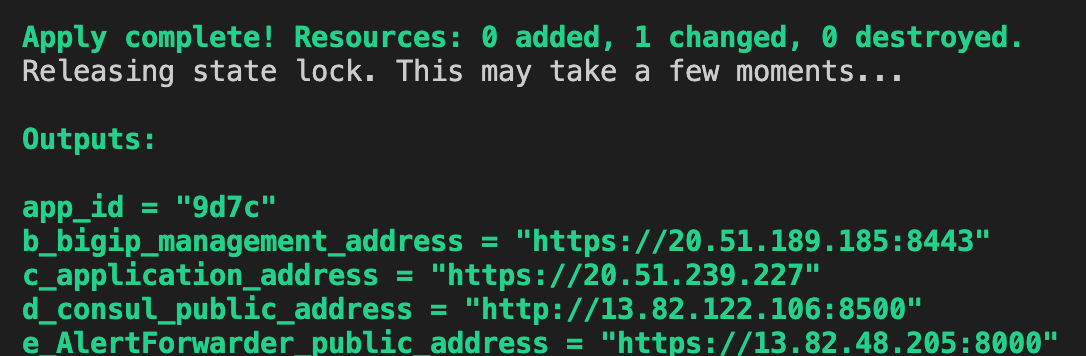 Apply complete! Resources: 0 added, 1 changed, 0 destroyed.
Releasing state lock. This may take a few moments...
Outputs:
app_id = "9d7c"
b_bigip_management_address = "https://20.51.189.185:8443"
c_application_address = "https://20.51.239.227"
d_consul_public_address = "http://13.82.122.106:8500"
e_AlertForwarder_public_address = "https://13.82.48.205:8000"